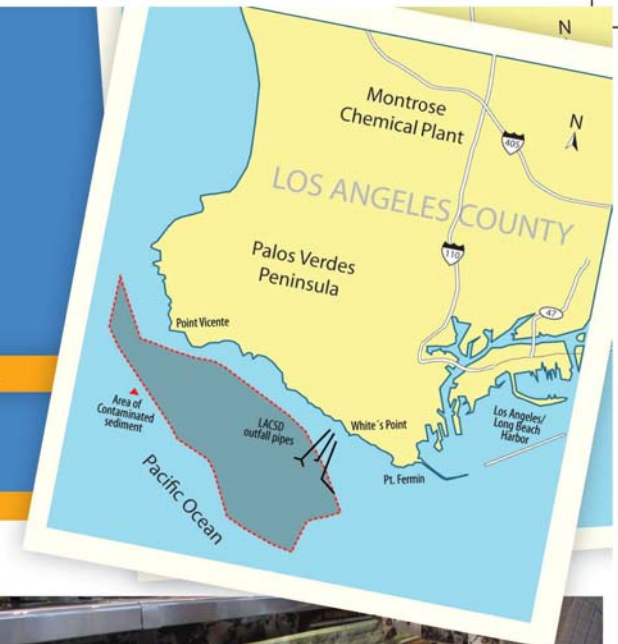 N
Montrose
Chemical Plant
N
405
LOS ANGELES COUNTY
110
Palos Verdes
Peninsula
47
Point Vicente
Area of
Contaminated
sediment
LACSD
outfall pipes
White´s Point
Los Angeles/
Long Beach
Harbor
Pt. Fermin
Pacific Ocean